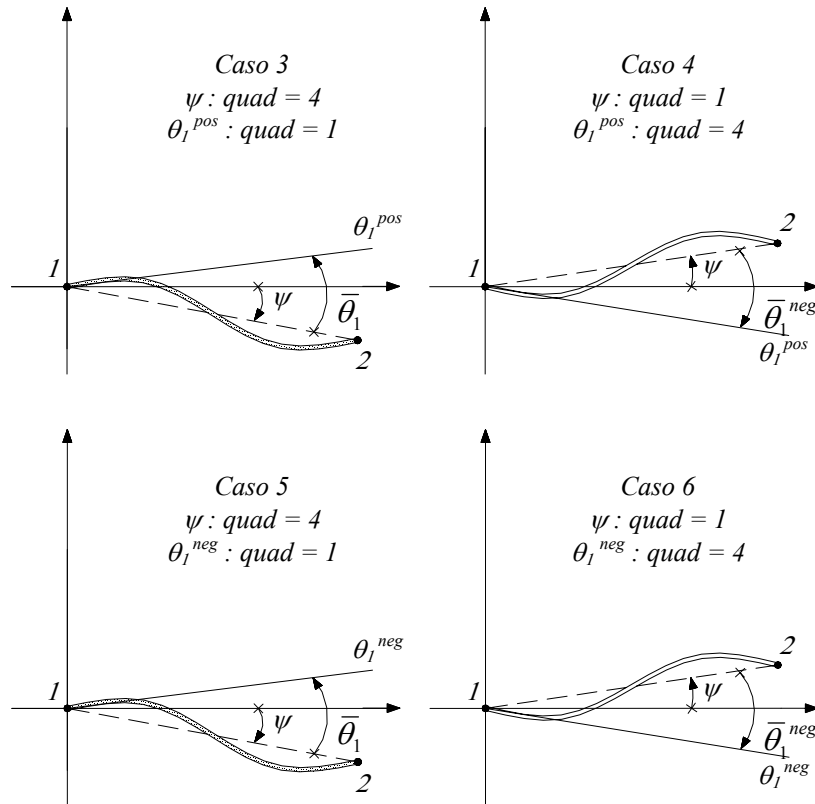 Caso 3
ψ : quad = 4
θ₁ᵖᵒˢ : quad = 1
θ₁ᵖᵒˢ
1
ψ
θ̅₁
2
Caso 4
ψ : quad = 1
θ₁ᵖᵒˢ : quad = 4
2
1
ψ
θ̅₁ⁿᵉᵍ
θ₁ᵖᵒˢ
Caso 5
ψ : quad = 4
θ₁ⁿᵉᵍ : quad = 1
θ₁ⁿᵉᵍ
1
ψ
θ̅₁
2
Caso 6
ψ : quad = 1
θ₁ⁿᵉᵍ : quad = 4
2
1
ψ
θ̅₁ⁿᵉᵍ
θ₁ⁿᵉᵍ